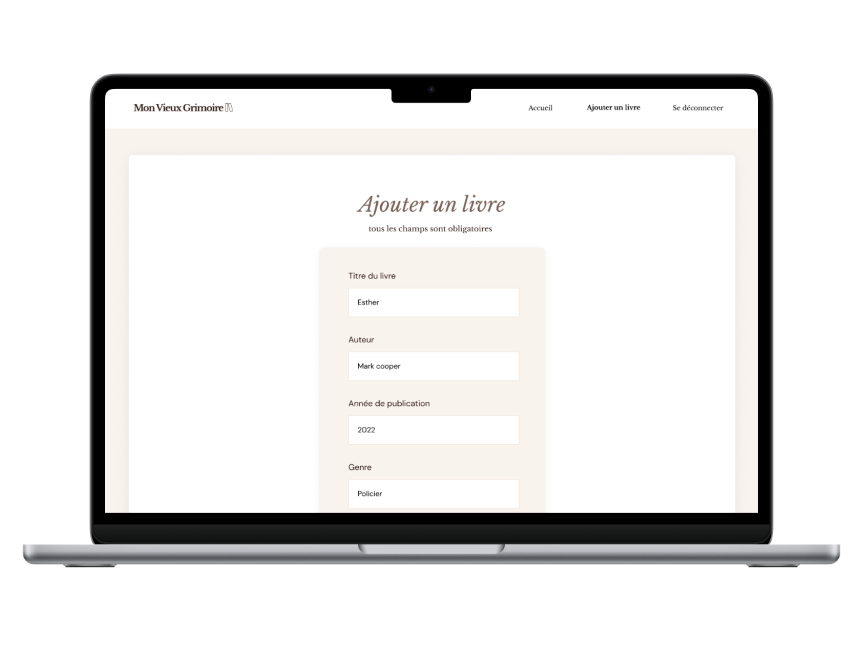 Mon Vieux Grimoire
Accueil
Ajouter un livre
Se déconnecter
Ajouter un livre
tous les champs sont obligatoires
Titre du livre
Esther
Auteur
Mark cooper
Année de publication
2022
Genre
Policier